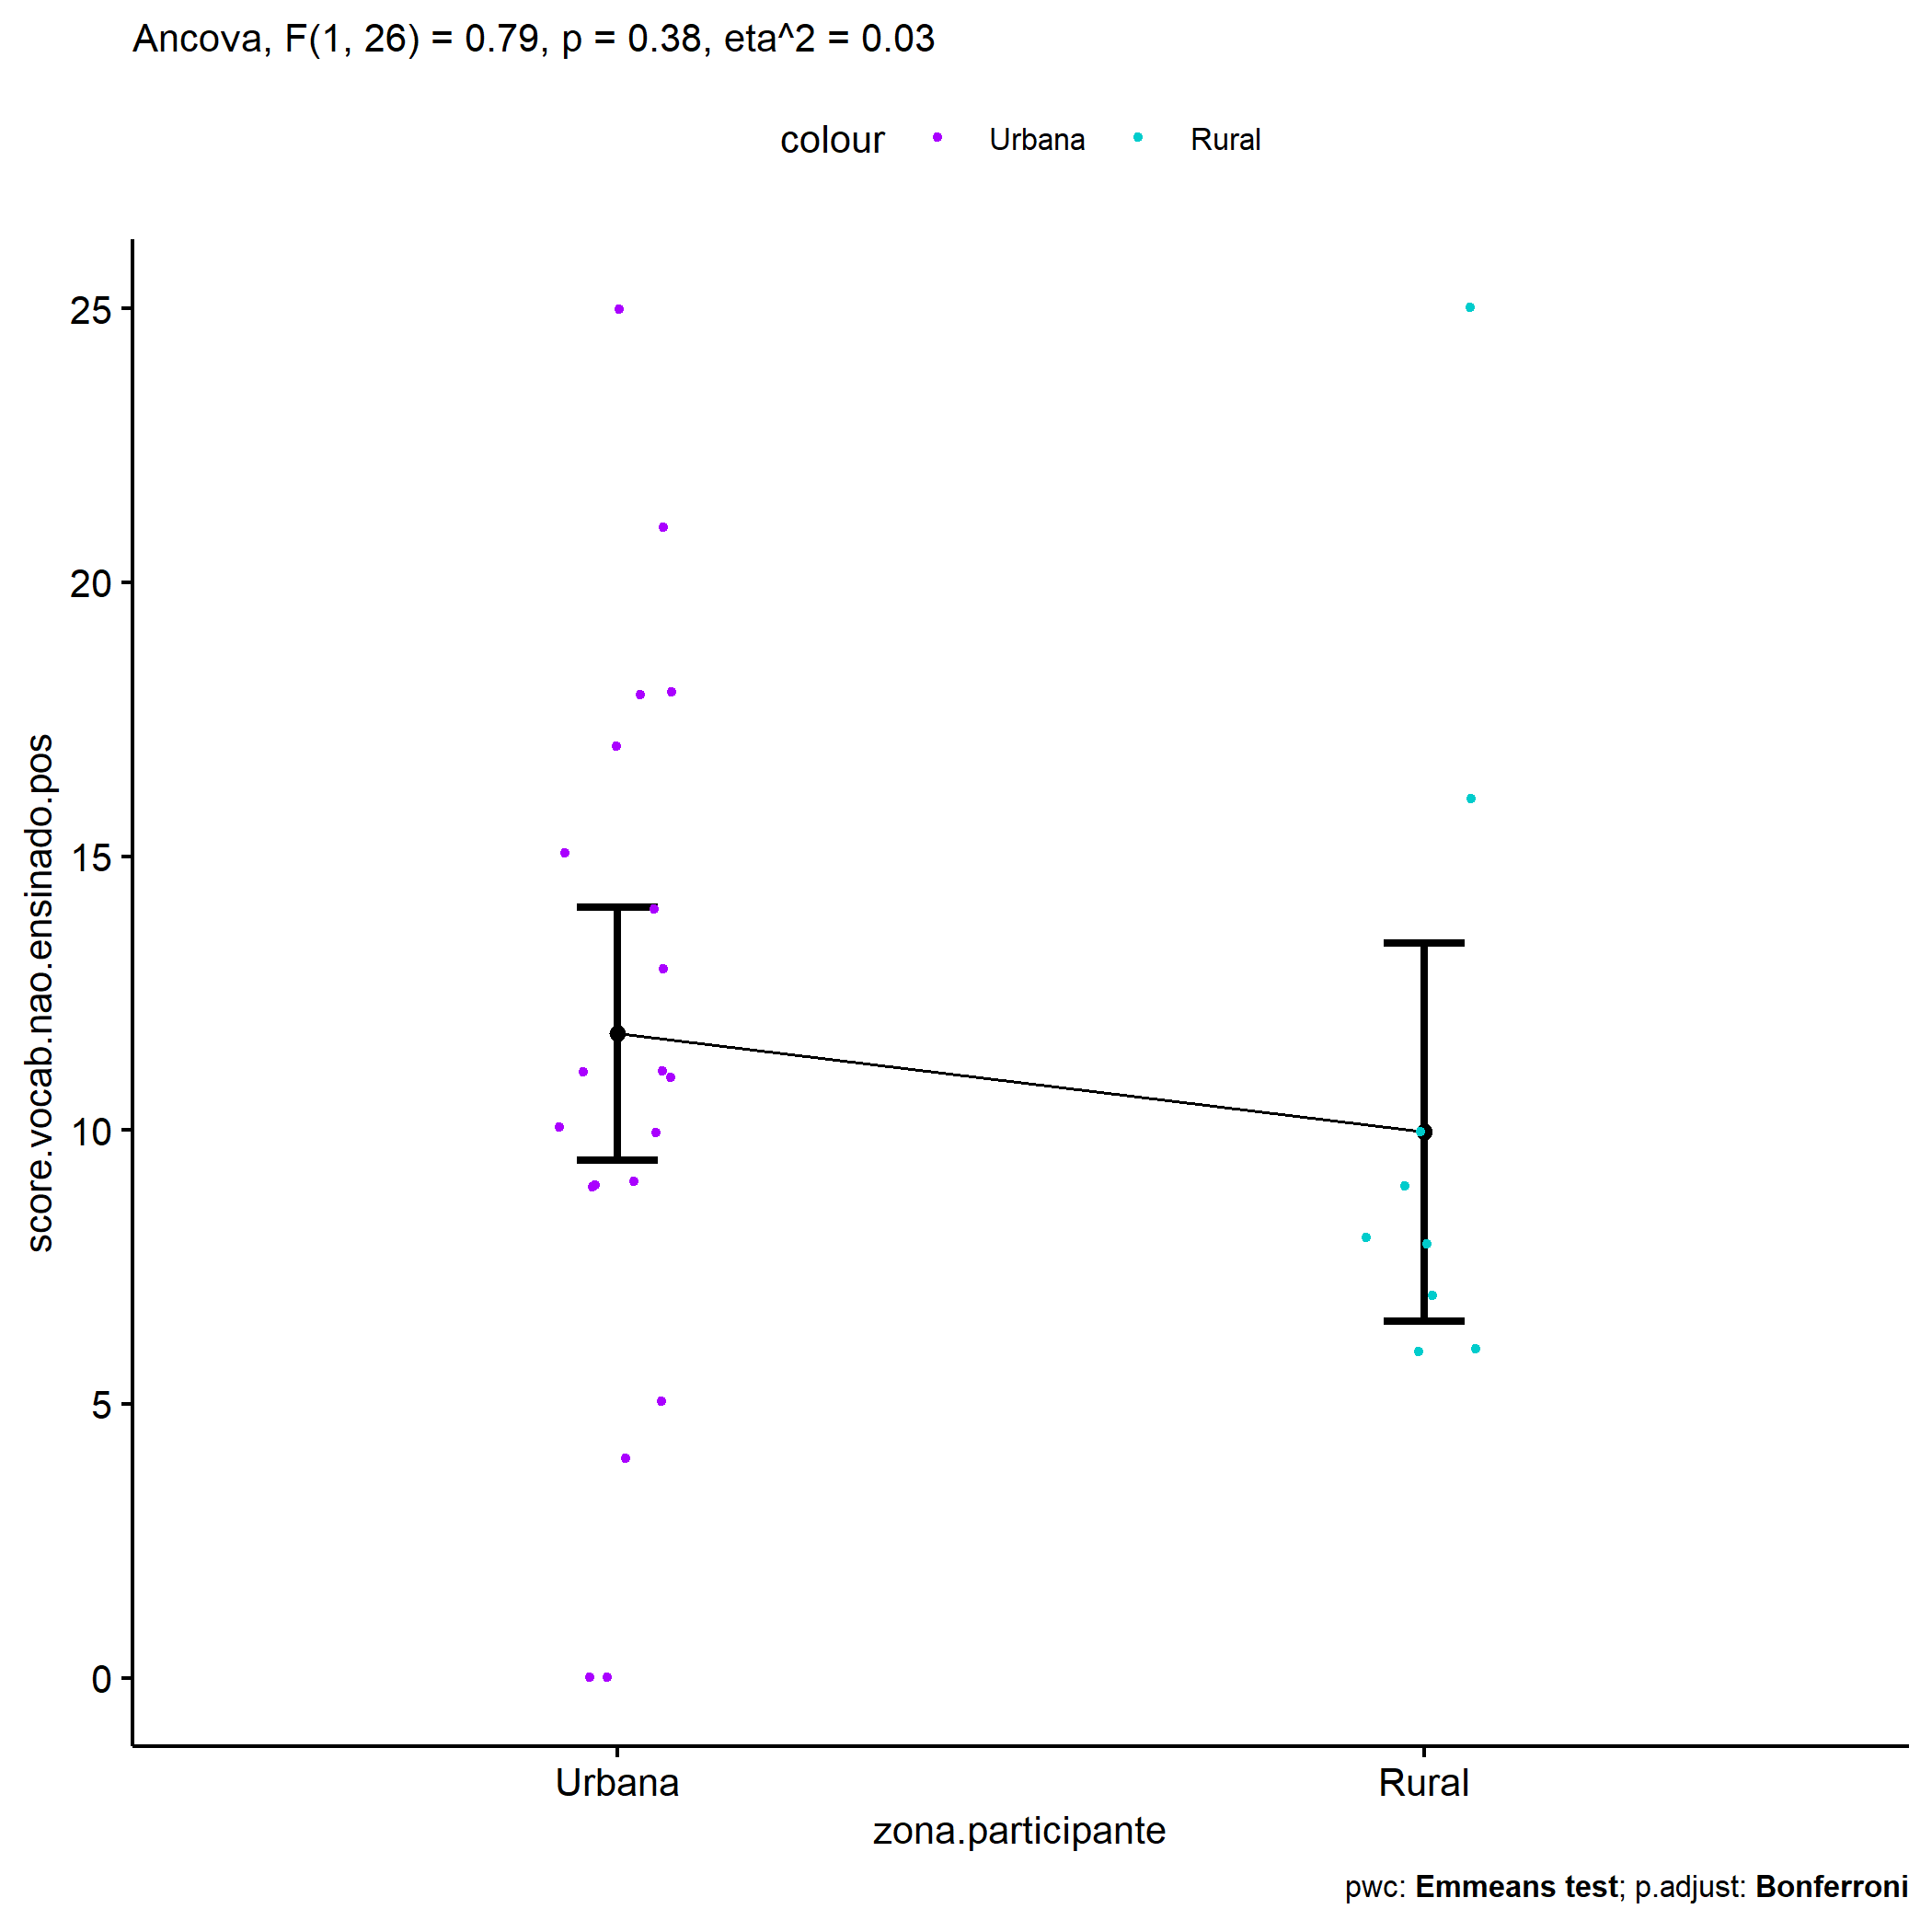 Ancova, F(1, 26) = 0.79, p = 0.38, eta^2 = 0.03
colour Urbana Rural
score.vocab.nao.ensinado.pos
25
20
15
10
5
0
Urbana Rural
zona.participante
pwc: Emmeans test; p.adjust: Bonferroni